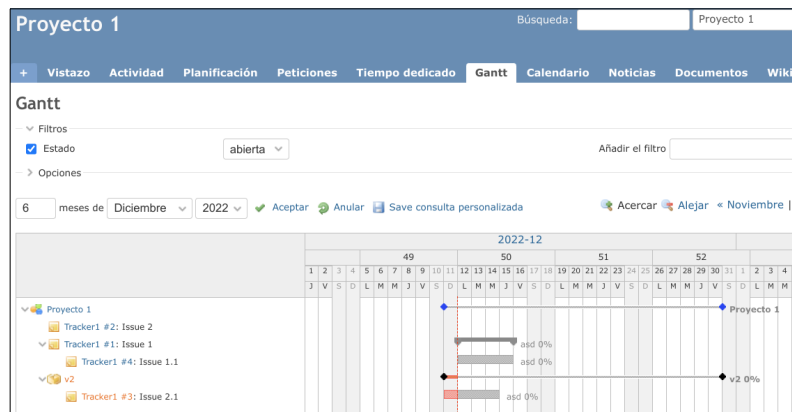 Proyecto 1
Búsqueda:
Proyecto 1
+ Vistazo Actividad Planificación Peticiones Tiempo dedicado Gantt Calendario Noticias Documentos Wiki
Gantt
Filtros
Estado abierta Añadir el filtro
Opciones
6 meses de Diciembre 2022 Aceptar Anular Save consulta personalizada Acercar Alejar « Noviembre |
2022-12
49 50 51 52
1 2 3 4 5 6 7 8 9 10 11 12 13 14 15 16 17 18 19 20 21 22 23 24 25 26 27 28 29 30 31 1 2 3 4
J V S D L M M J V S D L M M J V S D L M M J V S D L M M J V S D L M M
Proyecto 1 Proyecto 1
Tracker1 #2: Issue 2
Tracker1 #1: Issue 1 asd 0%
Tracker1 #4: Issue 1.1 asd 0%
v2 v2 0%
Tracker1 #3: Issue 2.1 asd 0%